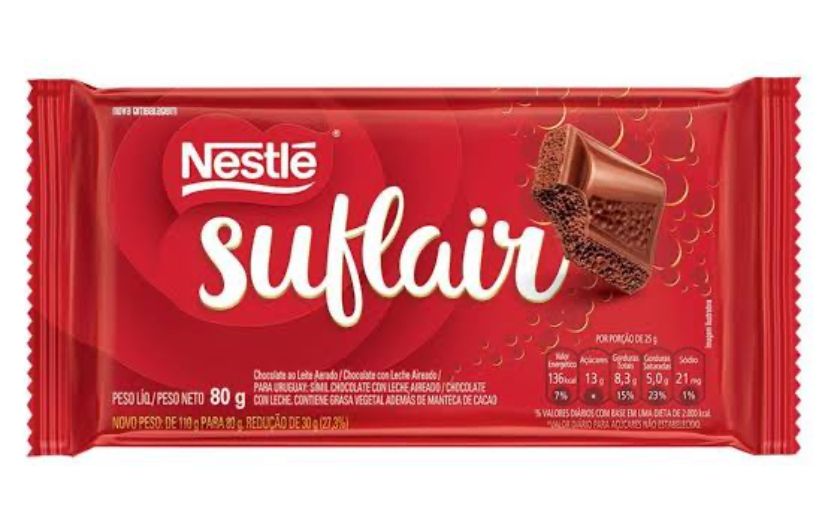 nova embalagem
Nestlé
®
suflair
Imagem Ilustrativa
POR PORÇÃO DE 25 g
Valor Energético Açúcares Gorduras Totais Gorduras Saturadas Sódio
136 kcal 13 g 8,3 g 5,0 g 21 mg
7% * 15% 23% 1%
% VALORES DIÁRIOS COM BASE EM UMA DIETA DE 2.000 kcal
*VALOR DIÁRIO PARA AÇÚCARES NÃO ESTABELECIDO.
Chocolate ao Leite Aerado / Chocolate con Leche Aireado /
PARA URUGUAY: SÍMIL CHOCOLATE CON LECHE AIREADO / CHOCOLATE
CON LECHE. CONTIENE GRASA VEGETAL ADEMÁS DE MANTECA DE CACAO
PESO LÍQ./PESO NETO 80 g
NOVO PESO: DE 110 g PARA 80 g. REDUÇÃO DE 30 g (27,3%)